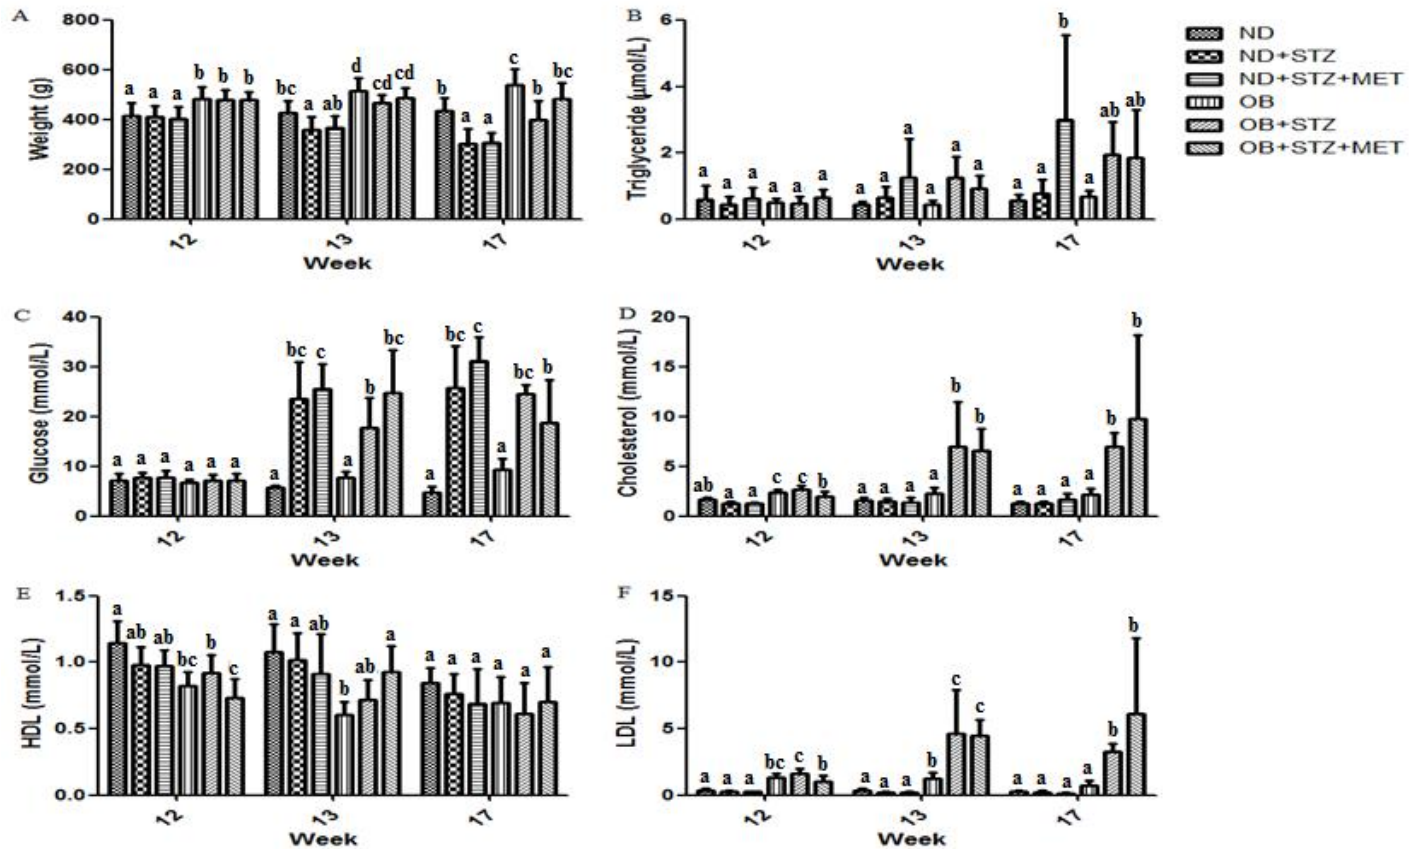 A
Weight (g)
800
600
400
200
0
a a a b b b
bc a ab d cd cd
b a a c b bc
12 13 17
Week
B
Triglyceride (µmol/L)
6
4
2
0
a a a a a a
a a a a a a
a a b a ab ab
12 13 17
Week
ND
ND+STZ
ND+STZ+MET
OB
OB+STZ
OB+STZ+MET
C
Glucose (mmol/L)
40
30
20
10
0
a a a a a a
a bc c a b bc
a bc c a bc b
12 13 17
Week
D
Cholesterol (mmol/L)
20
15
10
5
0
ab a a c c b
a a a a b b
a a a a b b
12 13 17
Week
E
HDL (mmol/L)
1.5
1.0
0.5
0.0
a ab ab bc b c
a a ab b ab a
a a a a a a
12 13 17
Week
F
LDL (mmol/L)
15
10
5
0
a a a bc c b
a a a b c c
a a a a b b
12 13 17
Week